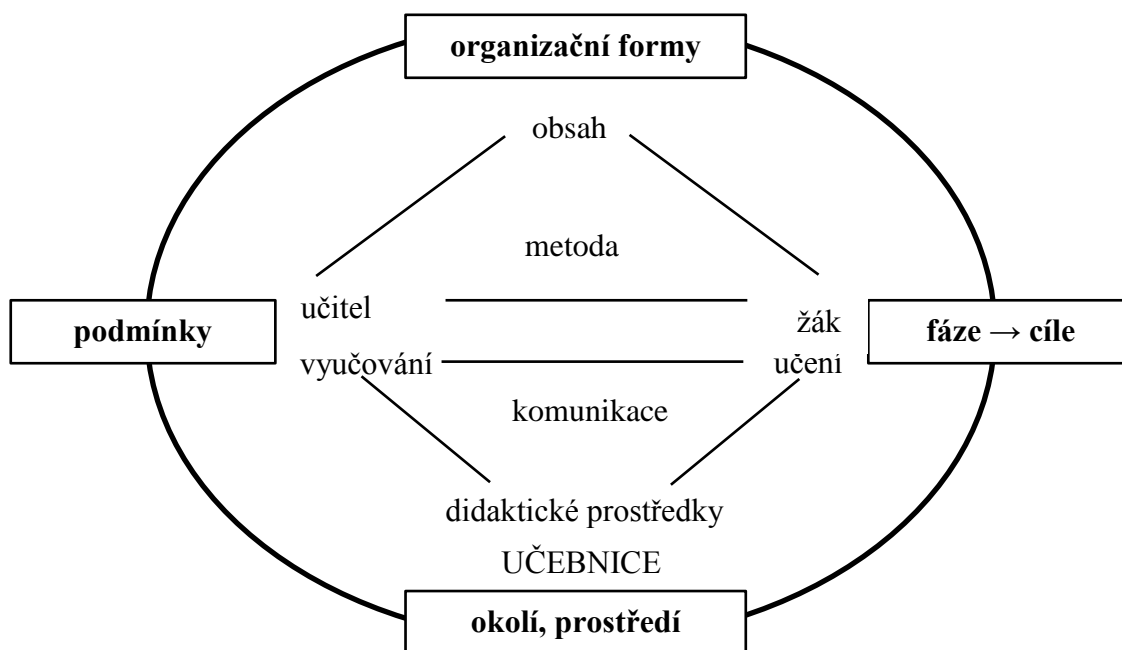 organizační formy
obsah
metoda
učitel
podmínky
žák
fáze → cíle
vyučování
učení
komunikace
didaktické prostředky
UČEBNICE
okolí, prostředí